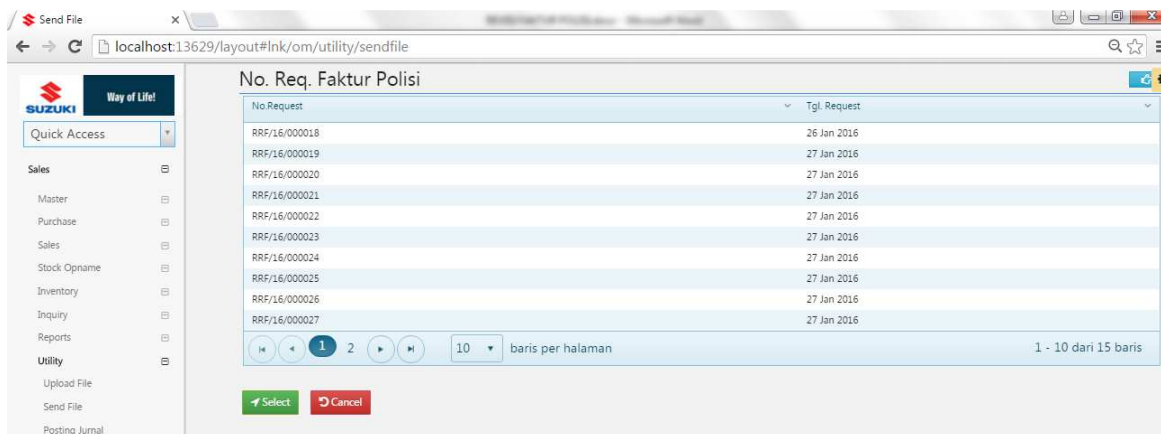 Send File
localhost:13629/layout#lnk/om/utility/sendfile
SUZUKI
Way of Life!
Quick Access
Sales
Master
Purchase
Sales
Stock Opname
Inventory
Inquiry
Reports
Utility
Upload File
Send File
Posting Jurnal
No. Req. Faktur Polisi
No.Request Tgl. Request
RRF/16/000018 26 Jan 2016
RRF/16/000019 27 Jan 2016
RRF/16/000020 27 Jan 2016
RRF/16/000021 27 Jan 2016
RRF/16/000022 27 Jan 2016
RRF/16/000023 27 Jan 2016
RRF/16/000024 27 Jan 2016
RRF/16/000025 27 Jan 2016
RRF/16/000026 27 Jan 2016
RRF/16/000027 27 Jan 2016
1 2 10 baris per halaman 1 - 10 dari 15 baris
Select Cancel